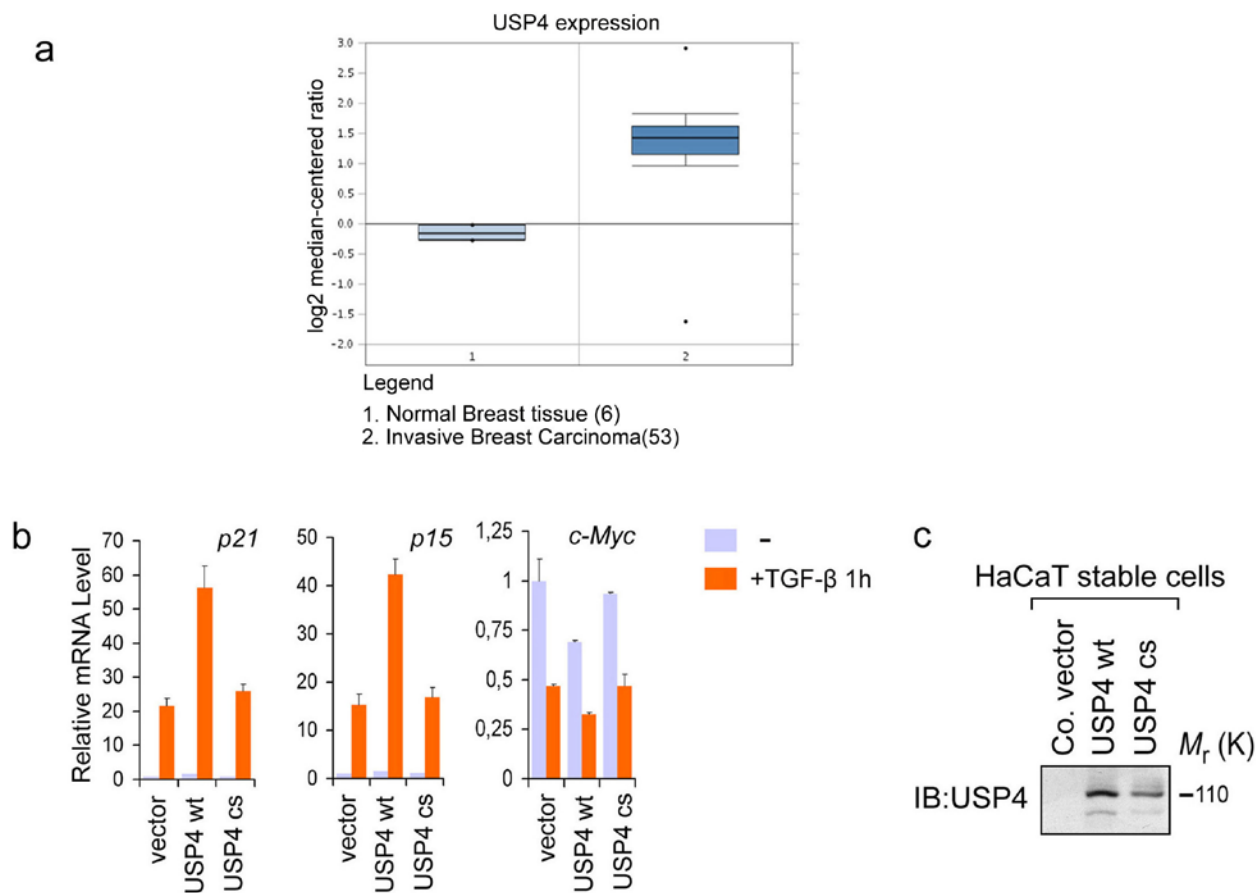 a
USP4 expression
log2 median-centered ratio
3.0
2.5
2.0
1.5
1.0
0.5
0.0
-0.5
-1.0
-1.5
-2.0
1
2
Legend
1. Normal Breast tissue (6)
2. Invasive Breast Carcinoma(53)
b
Relative mRNA Level
p21
70
60
50
40
30
20
10
0
vector
USP4 wt
USP4 cs
p15
50
40
30
20
10
0
vector
USP4 wt
USP4 cs
c-Myc
1,25
1
0,75
0,5
0,25
0
vector
USP4 wt
USP4 cs
-
+TGF-β 1h
c
HaCaT stable cells
Co. vector
USP4 wt
USP4 cs
Mr (K)
IB:USP4
–110